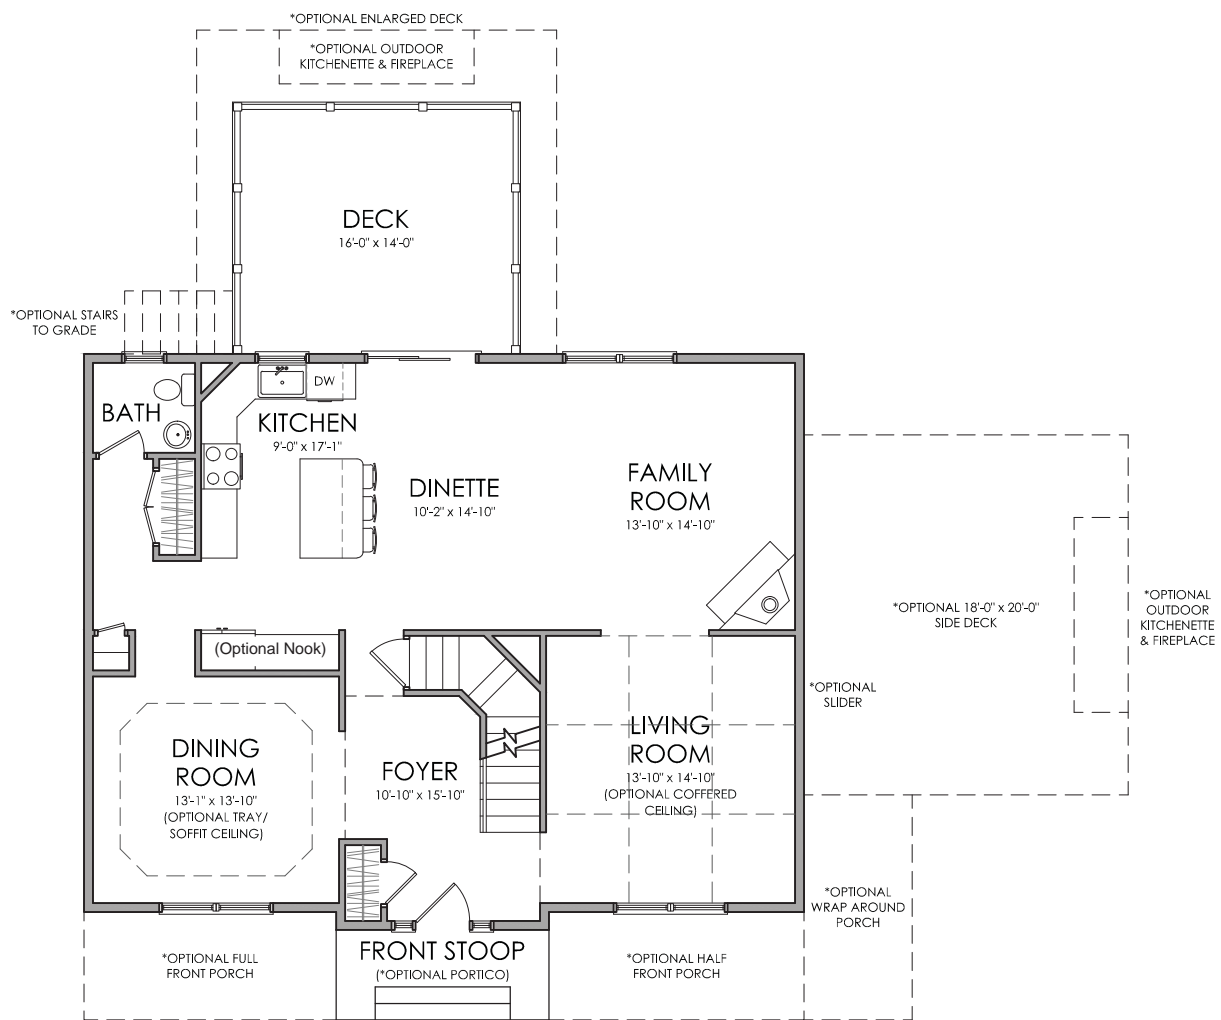 *OPTIONAL ENLARGED DECK
*OPTIONAL OUTDOOR
KITCHENETTE & FIREPLACE
DECK
16'-0" x 14'-0"
*OPTIONAL STAIRS
TO GRADE
DW
BATH
KITCHEN
9'-0" x 17'-1"
DINETTE
10'-2" x 14'-10"
FAMILY
ROOM
13'-10" x 14'-10"
*OPTIONAL 18'-0" x 20'-0"
SIDE DECK
*OPTIONAL
OUTDOOR
KITCHENETTE
& FIREPLACE
(Optional Nook)
*OPTIONAL
SLIDER
DINING
ROOM
13'-1" x 13'-10"
(OPTIONAL TRAY/
SOFFIT CEILING)
FOYER
10'-10" x 15'-10"
LIVING
ROOM
13'-10" x 14'-10"
(OPTIONAL COFFERED
CEILING)
*OPTIONAL
WRAP AROUND
PORCH
*OPTIONAL FULL
FRONT PORCH
FRONT STOOP
(*OPTIONAL PORTICO)
*OPTIONAL HALF
FRONT PORCH